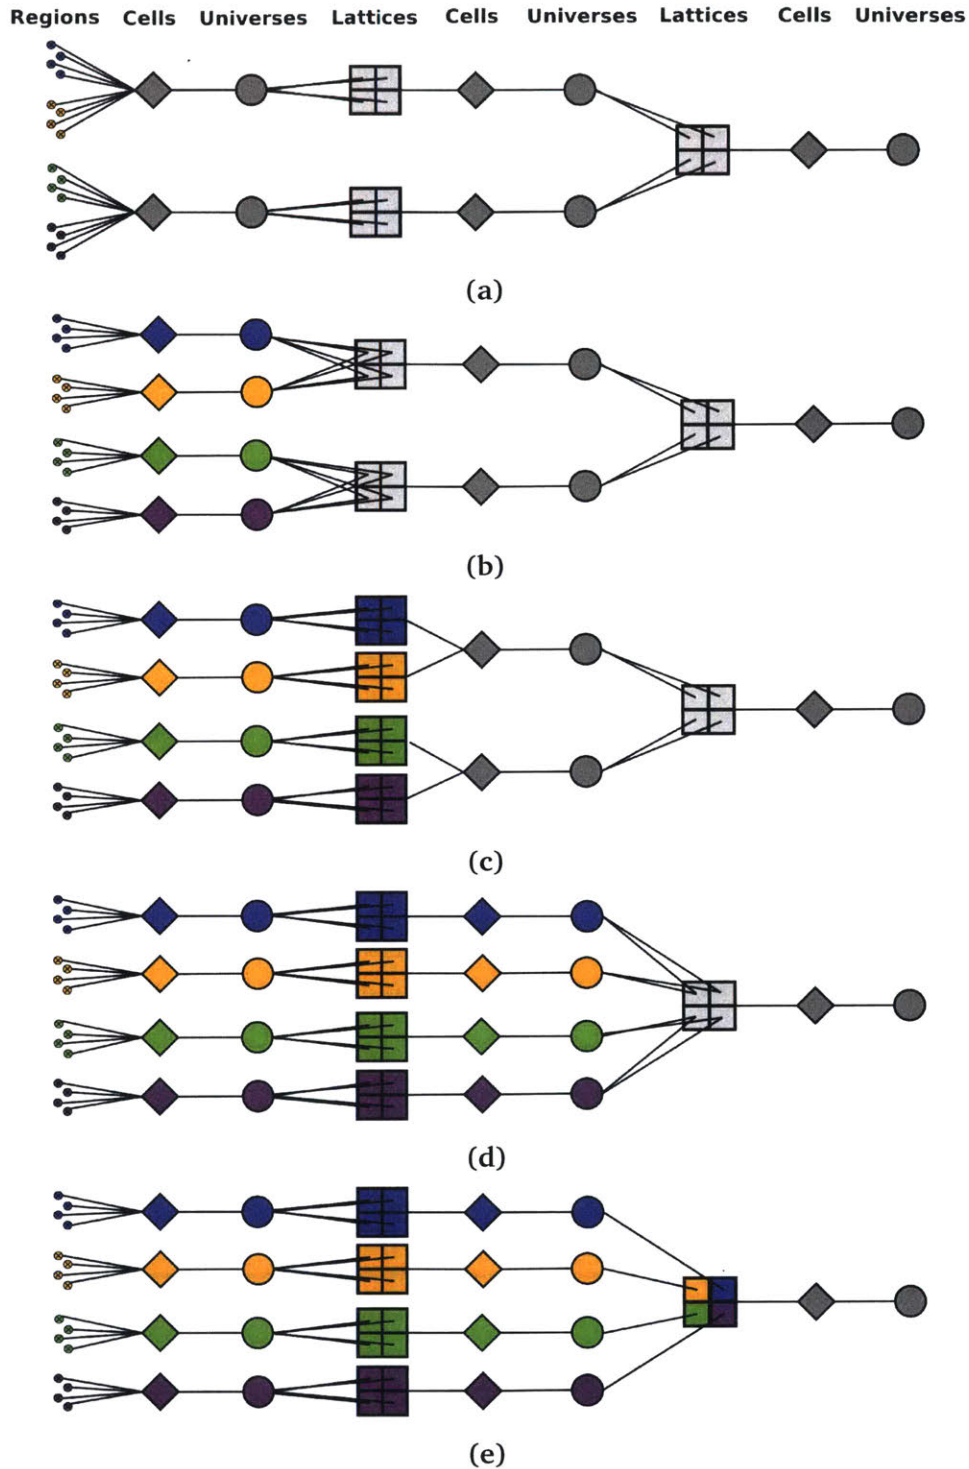 Regions Cells Universes Lattices Cells Universes Lattices Cells Universes
(a)
(b)
(c)
(d)
(e)